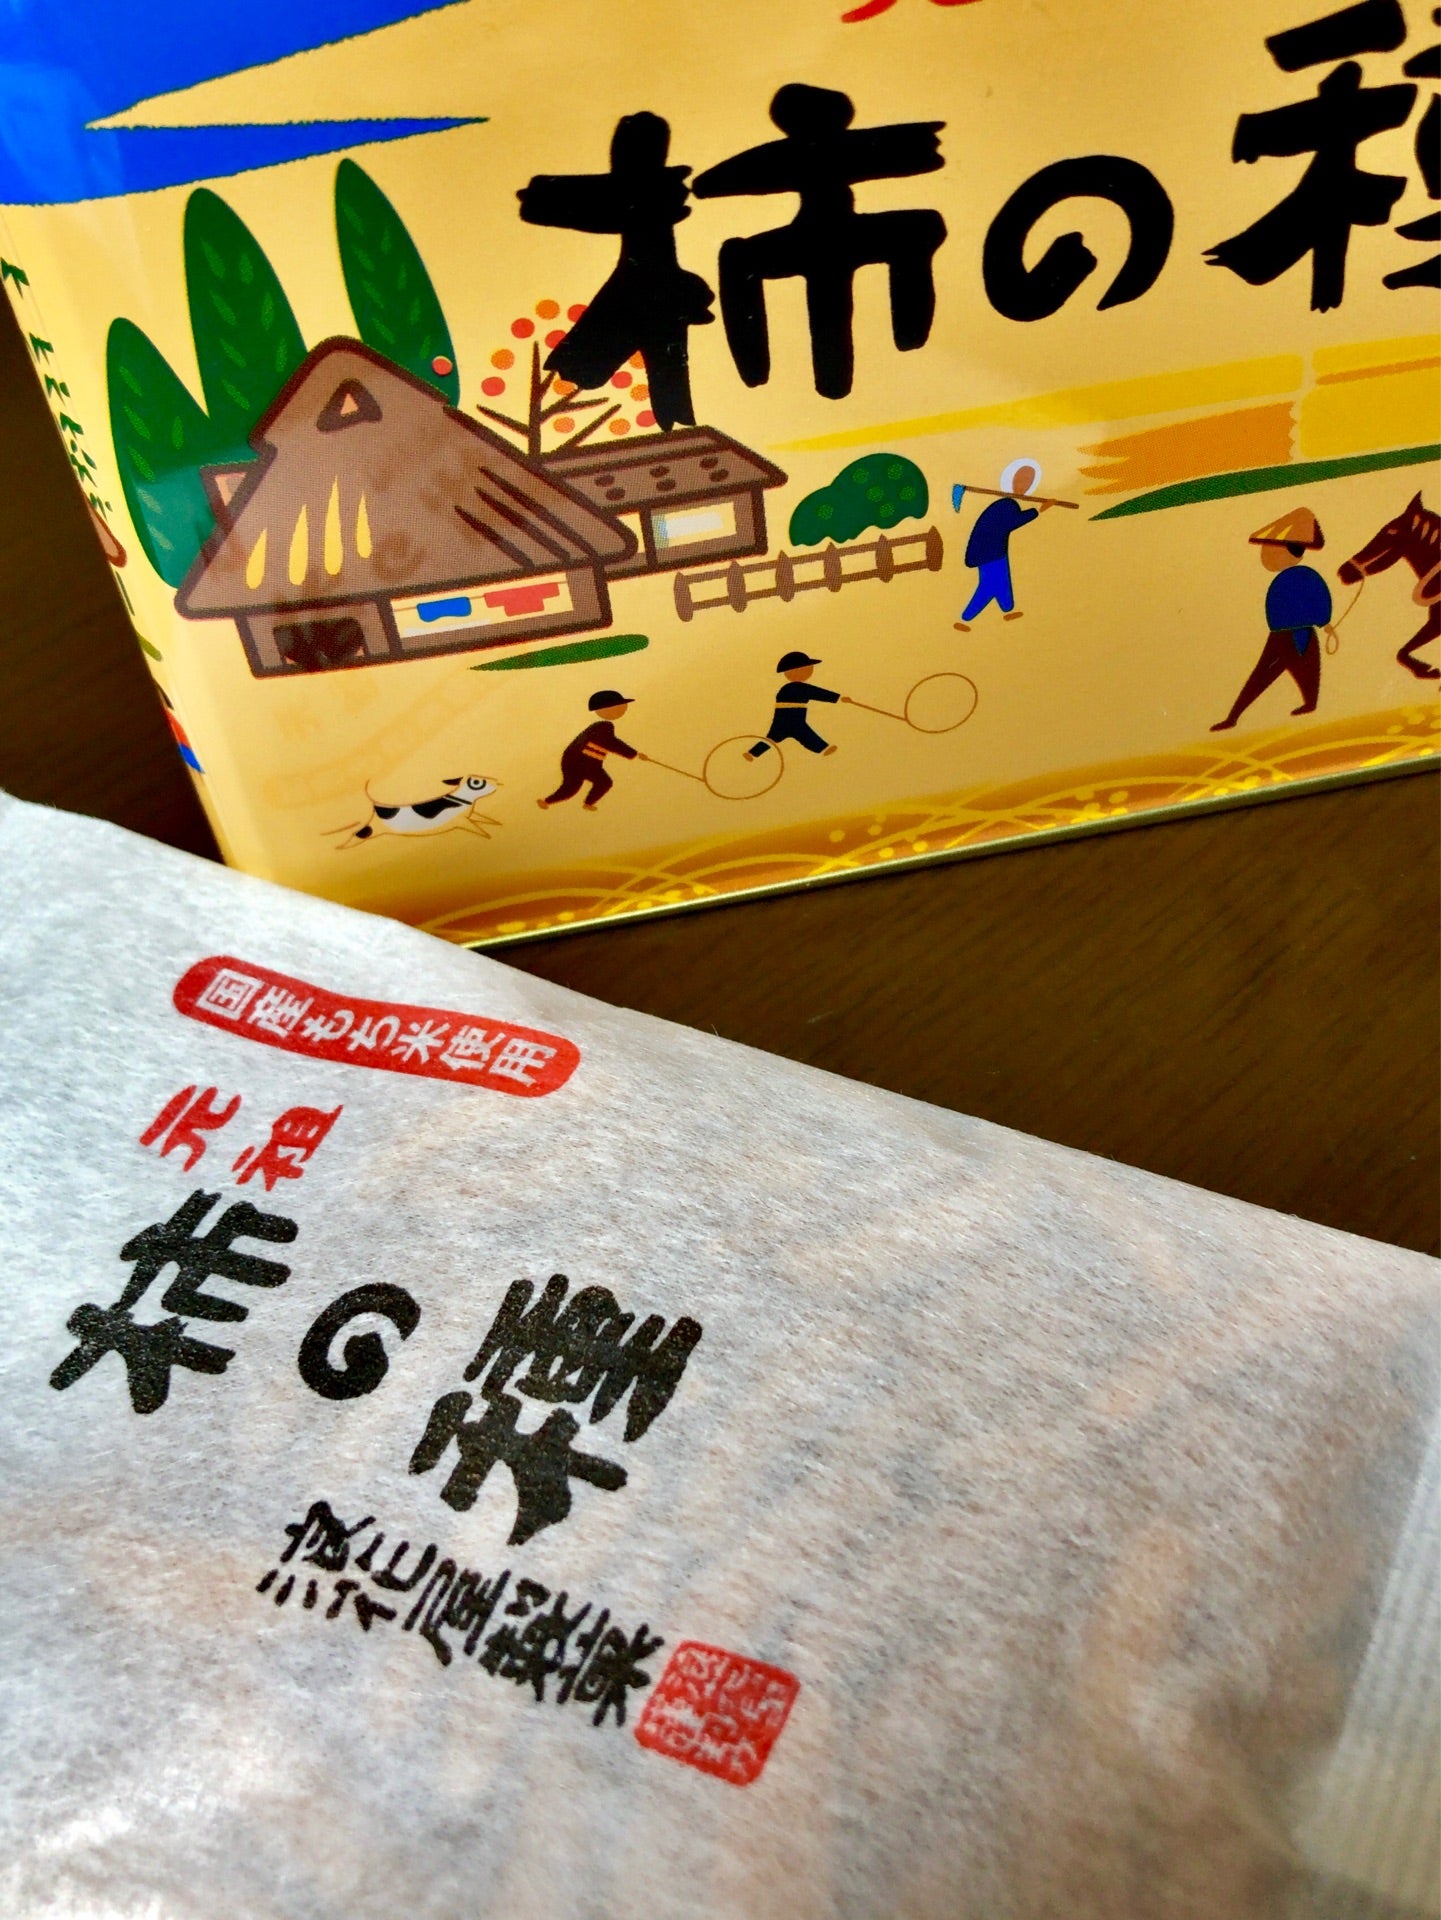 柿の種
国産もち米使用
元祖
柿の種
浪花屋製菓